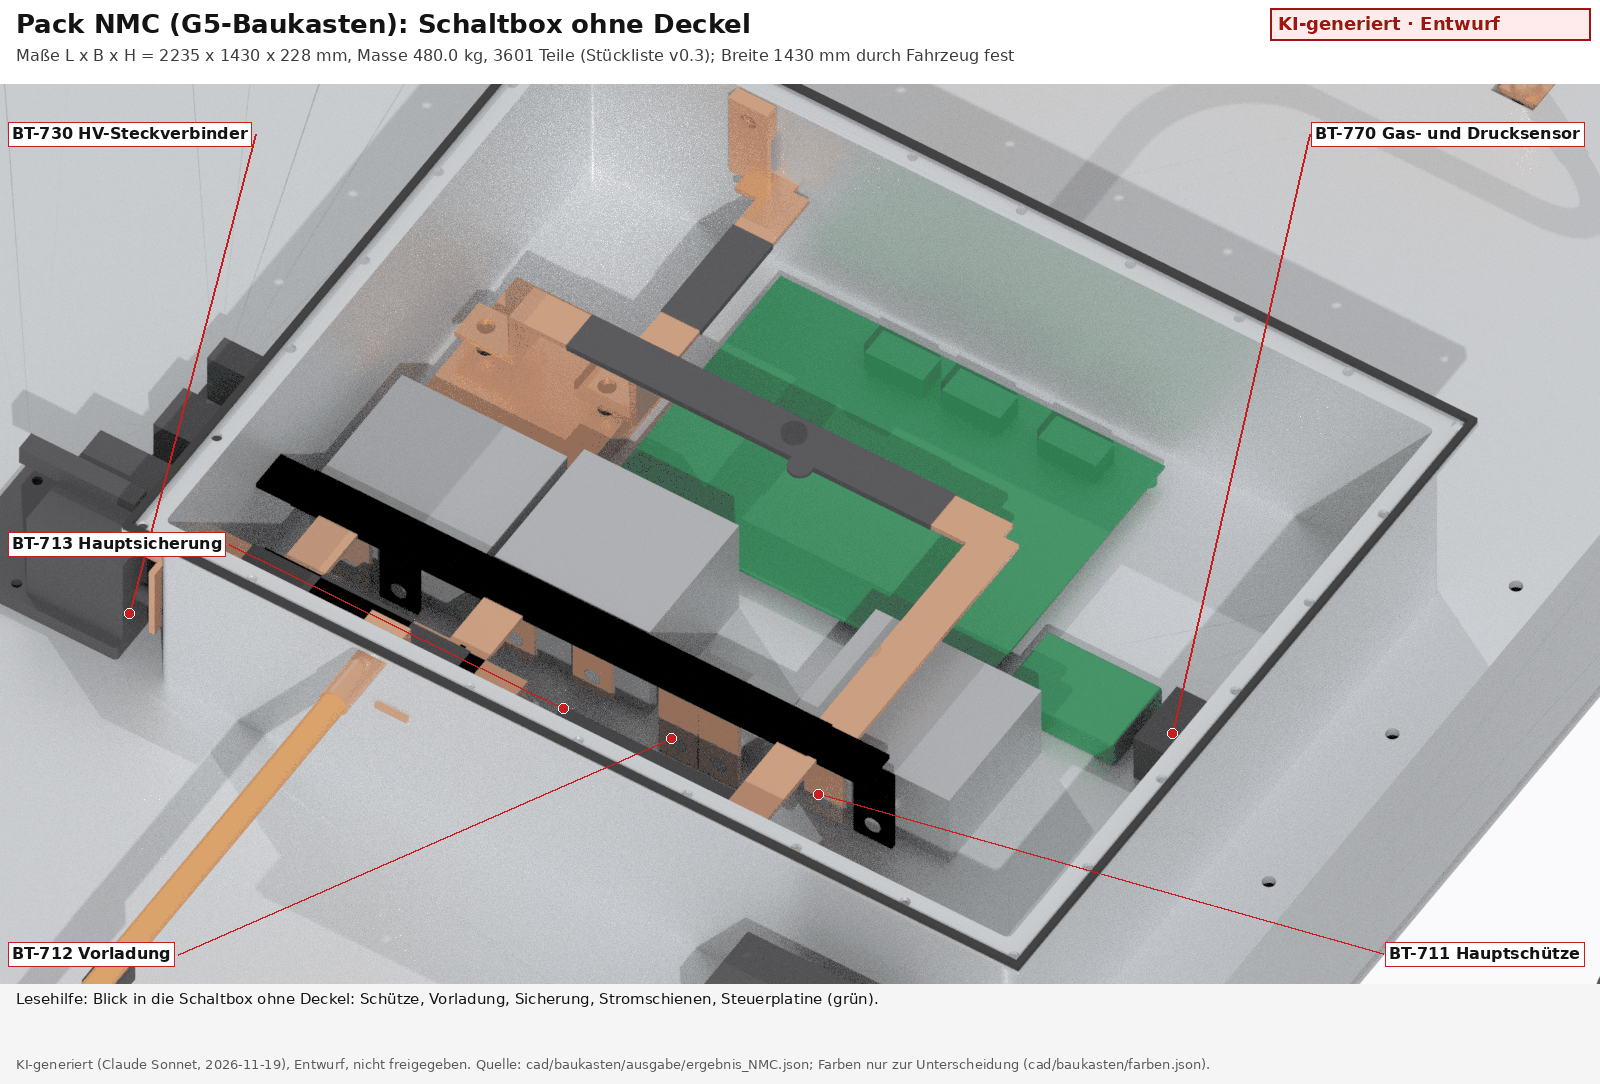 Pack NMC (G5-Baukasten): Schaltbox ohne Deckel
KI-generiert · Entwurf
Maße L x B x H = 2235 x 1430 x 228 mm, Masse 480.0 kg, 3601 Teile (Stückliste v0.3); Breite 1430 mm durch Fahrzeug fest
BT-730 HV-Steckverbinder
BT-770 Gas- und Drucksensor
BT-713 Hauptsicherung
BT-712 Vorladung
BT-711 Hauptschütze
Lesehilfe: Blick in die Schaltbox ohne Deckel: Schütze, Vorladung, Sicherung, Stromschienen, Steuerplatine (grün).
KI-generiert (Claude Sonnet, 2026-11-19), Entwurf, nicht freigegeben. Quelle: cad/baukasten/ausgabe/ergebnis_NMC.json; Farben nur zur Unterscheidung (cad/baukasten/farben.json).